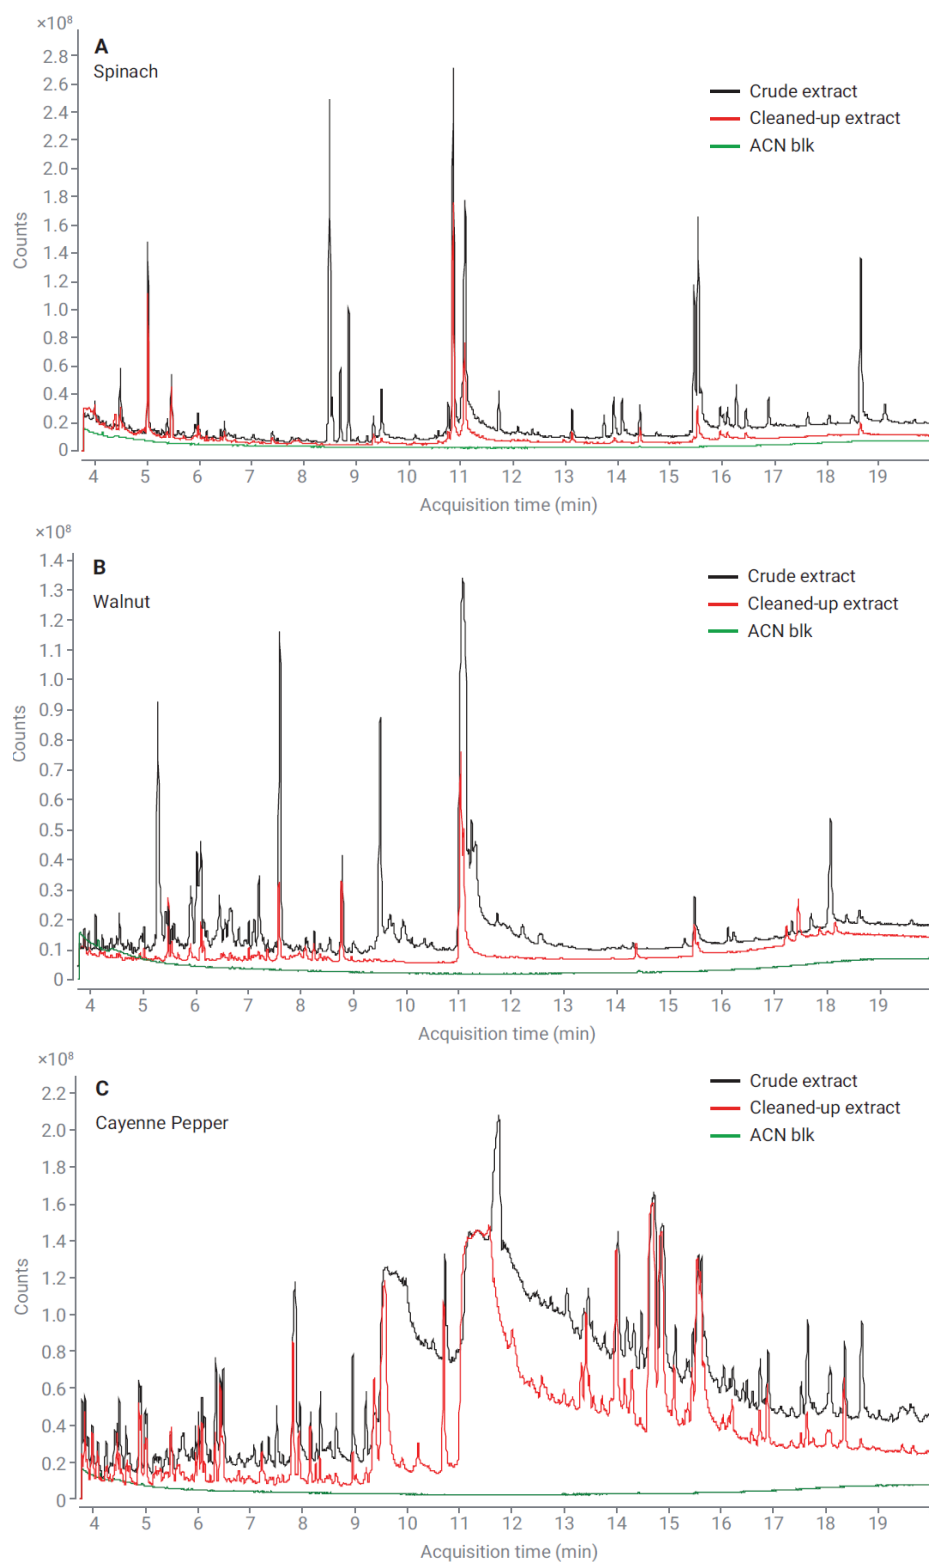 ×10⁸
A
Spinach
Crude extract
Cleaned-up extract
ACN blk
2.8
2.6
2.4
2.2
2.0
1.8
1.6
1.4
1.2
1.0
0.8
0.6
0.4
0.2
0
Counts
4 5 6 7 8 9 10 11 12 13 14 15 16 17 18 19
Acquisition time (min)
×10⁸
B
Walnut
Crude extract
Cleaned-up extract
ACN blk
1.4
1.3
1.2
1.1
1.0
0.9
0.8
0.7
0.6
0.5
0.4
0.3
0.2
0.1
0
Counts
4 5 6 7 8 9 10 11 12 13 14 15 16 17 18 19
Acquisition time (min)
×10⁸
C
Cayenne Pepper
Crude extract
Cleaned-up extract
ACN blk
2.2
2.0
1.8
1.6
1.4
1.2
1.0
0.8
0.6
0.4
0.2
0
Counts
4 5 6 7 8 9 10 11 12 13 14 15 16 17 18 19
Acquisition time (min)